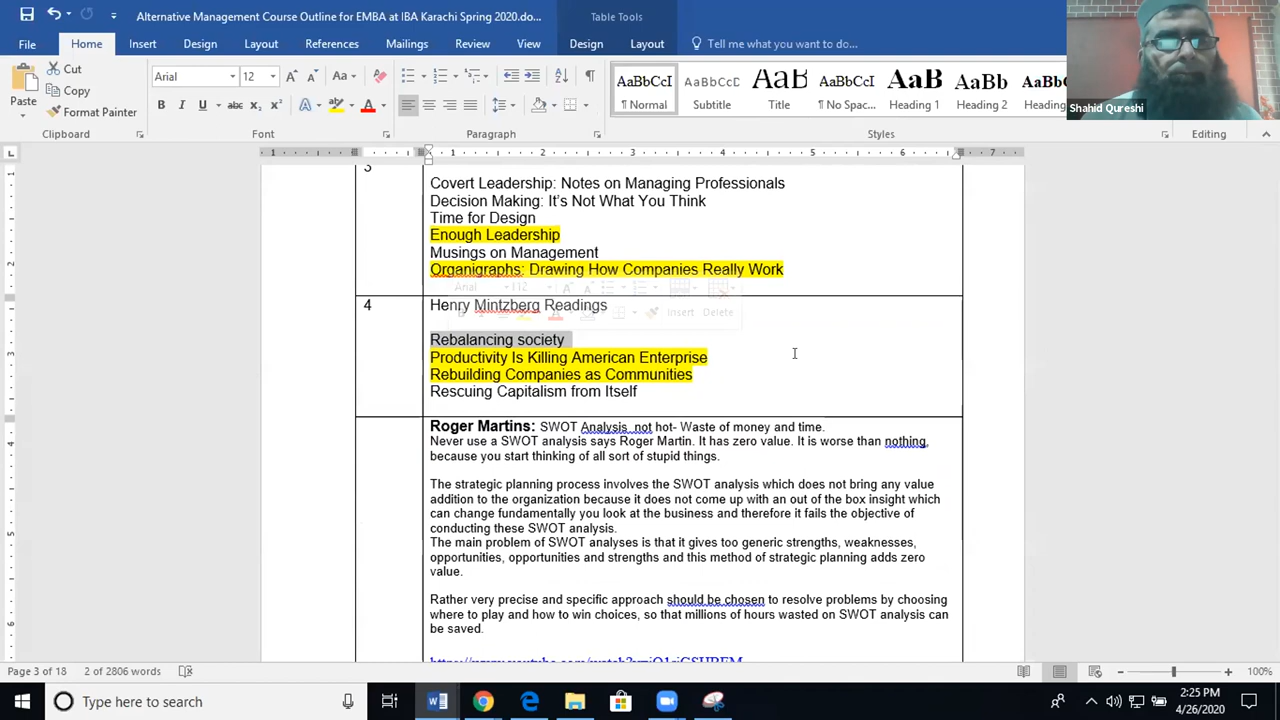 Alternative Management Course Outline for EMBA at IBA Karachi Spring 2020.do...
Table Tools
File Home Insert Design Layout References Mailings Review View Design Layout Tell me what you want to do...
Paste
Cut
Copy
Format Painter
Clipboard
Arial 12
Font
Paragraph
AaBbCcI AaBbCcD AaBbC AaBbCcI AaB AaBb AaBbCcD
¶ Normal Subtitle Title ¶ No Spac... Heading 1 Heading 2 Heading
Styles
Editing
Shahid Qureshi
3
Covert Leadership: Notes on Managing Professionals
Decision Making: It’s Not What You Think
Time for Design
Enough Leadership
Musings on Management
Organigraphs: Drawing How Companies Really Work
4 Henry Mintzberg Readings
Arial 12
Insert Delete
Rebalancing society
Productivity Is Killing American Enterprise
Rebuilding Companies as Communities
Rescuing Capitalism from Itself
Roger Martins: SWOT Analysis not hot- Waste of money and time.
Never use a SWOT analysis says Roger Martin. It has zero value. It is worse than nothing,
because you start thinking of all sort of stupid things.
The strategic planning process involves the SWOT analysis which does not bring any value
addition to the organization because it does not come up with an out of the box insight which
can change fundamentally you look at the business and therefore it fails the objective of
conducting these SWOT analysis.
The main problem of SWOT analyses is that it gives too generic strengths, weaknesses,
opportunities, opportunities and strengths and this method of strategic planning adds zero
value.
Rather very precise and specific approach should be chosen to resolve problems by choosing
where to play and how to win choices, so that millions of hours wasted on SWOT analysis can
be saved.
Page 3 of 18 2 of 2806 words 100%
Type here to search
2:25 PM
4/26/2020